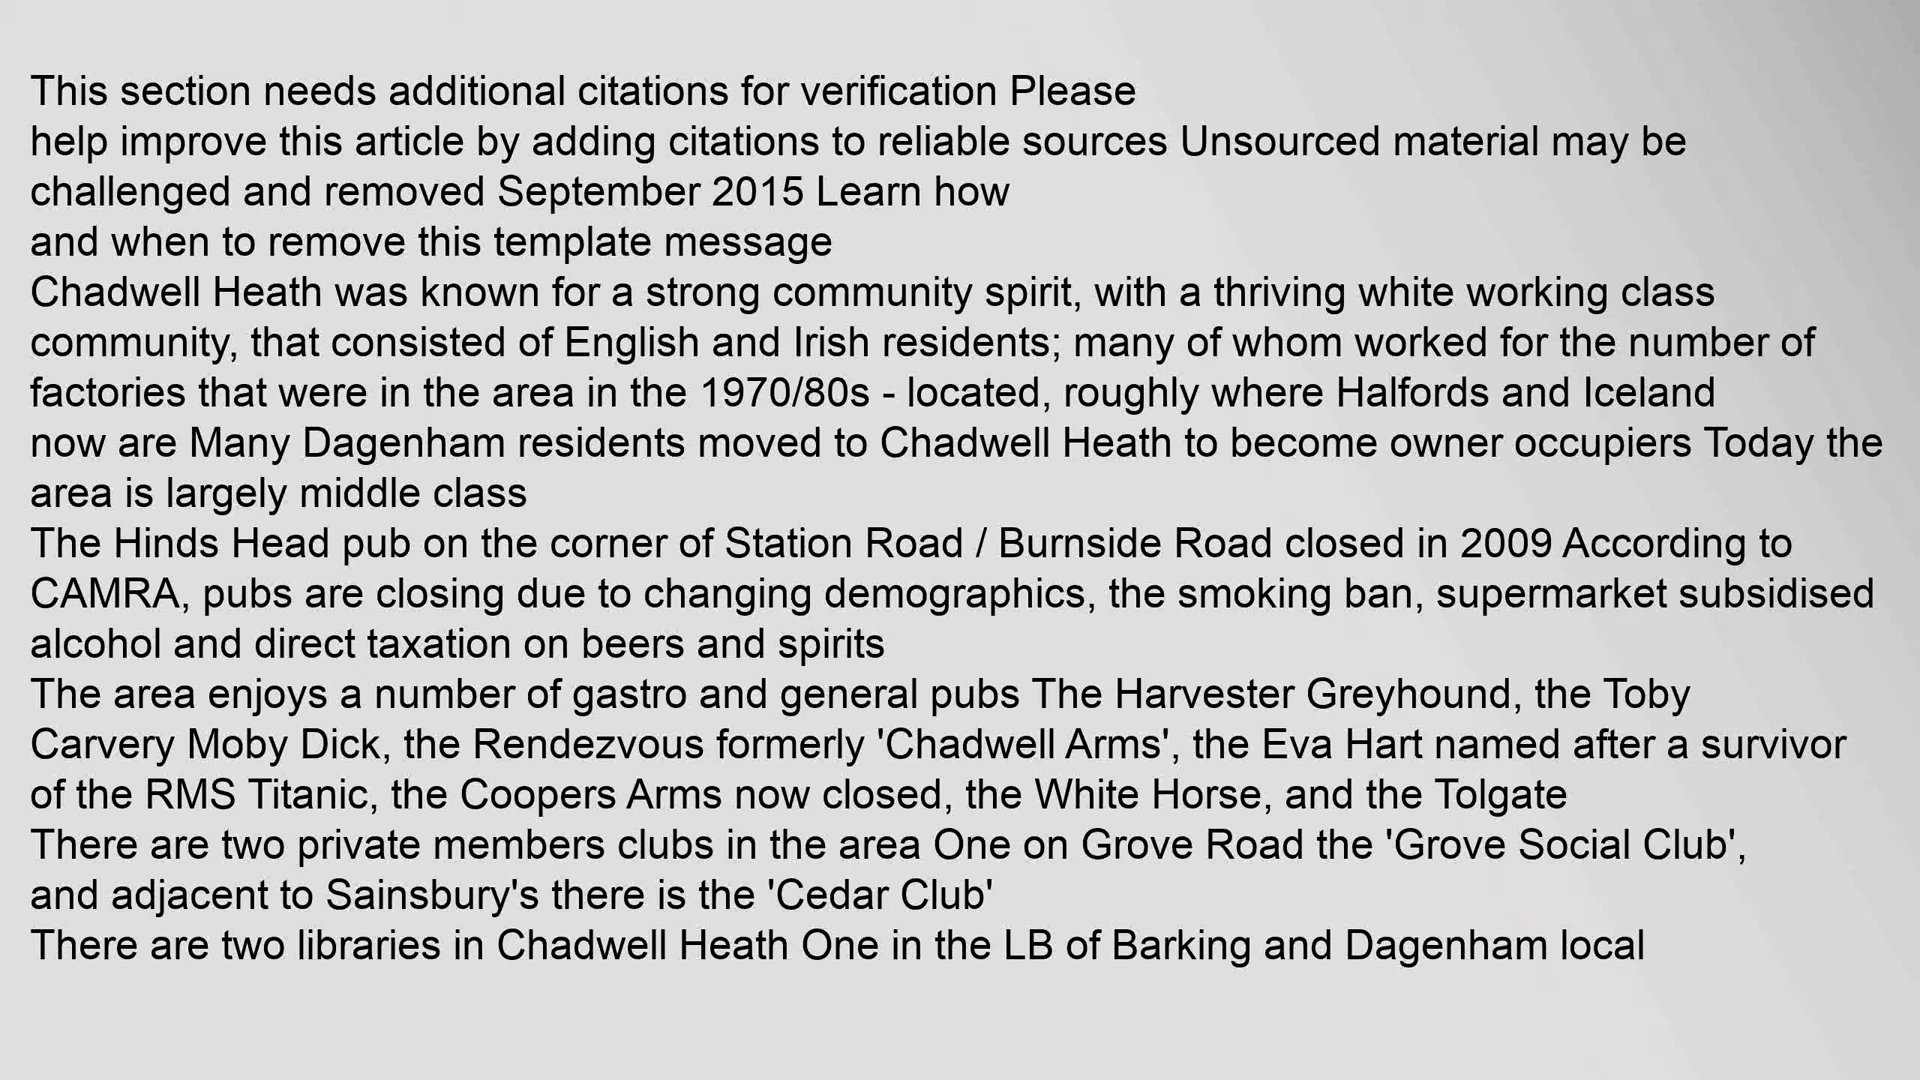 This section needs additional citations for verification Please
help improve this article by adding citations to reliable sources Unsourced material may be
challenged and removed September 2015 Learn how
and when to remove this template message
Chadwell Heath was known for a strong community spirit, with a thriving white working class
community, that consisted of English and Irish residents; many of whom worked for the number of
factories that were in the area in the 1970/80s - located, roughly where Halfords and Iceland
now are Many Dagenham residents moved to Chadwell Heath to become owner occupiers Today the
area is largely middle class
The Hinds Head pub on the corner of Station Road / Burnside Road closed in 2009 According to
CAMRA, pubs are closing due to changing demographics, the smoking ban, supermarket subsidised
alcohol and direct taxation on beers and spirits
The area enjoys a number of gastro and general pubs The Harvester Greyhound, the Toby
Carvery Moby Dick, the Rendezvous formerly 'Chadwell Arms', the Eva Hart named after a survivor
of the RMS Titanic, the Coopers Arms now closed, the White Horse, and the Tolgate
There are two private members clubs in the area One on Grove Road the 'Grove Social Club',
and adjacent to Sainsbury's there is the 'Cedar Club'
There are two libraries in Chadwell Heath One in the LB of Barking and Dagenham local